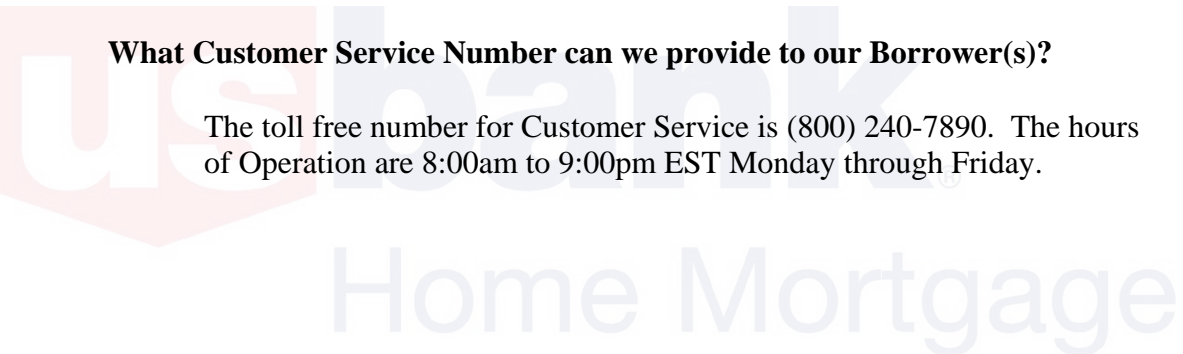 What Customer Service Number can we provide to our Borrower(s)?
The toll free number for Customer Service is (800) 240-7890. The hours
of Operation are 8:00am to 9:00pm EST Monday through Friday.
usbank®
Home Mortgage